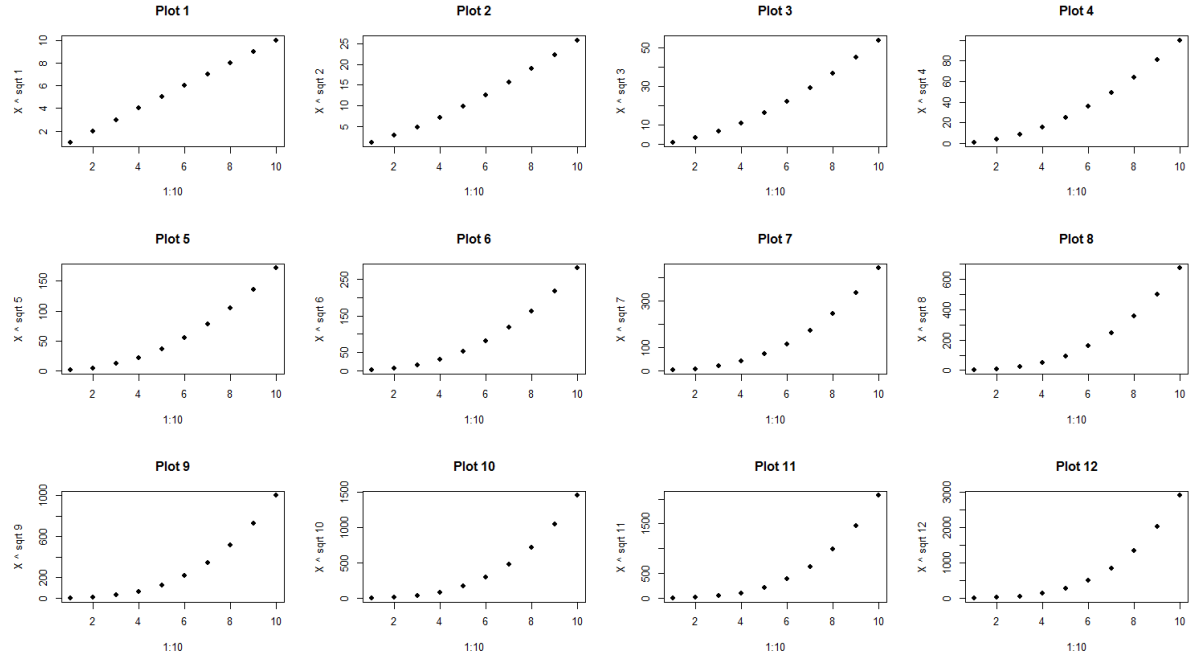 Plot 1
X ^ sqrt 1
10
8
6
4
2
2 4 6 8 10
1:10
Plot 2
X ^ sqrt 2
25
20
15
10
5
2 4 6 8 10
1:10
Plot 3
X ^ sqrt 3
50
30
10
0
2 4 6 8 10
1:10
Plot 4
X ^ sqrt 4
80
60
40
20
0
2 4 6 8 10
1:10
Plot 5
X ^ sqrt 5
150
100
50
0
2 4 6 8 10
1:10
Plot 6
X ^ sqrt 6
250
150
50
0
2 4 6 8 10
1:10
Plot 7
X ^ sqrt 7
300
100
0
2 4 6 8 10
1:10
Plot 8
X ^ sqrt 8
600
400
200
0
2 4 6 8 10
1:10
Plot 9
X ^ sqrt 9
1000
600
200
0
2 4 6 8 10
1:10
Plot 10
X ^ sqrt 10
1500
1000
500
0
2 4 6 8 10
1:10
Plot 11
X ^ sqrt 11
1500
500
0
2 4 6 8 10
1:10
Plot 12
X ^ sqrt 12
3000
2000
1000
0
2 4 6 8 10
1:10